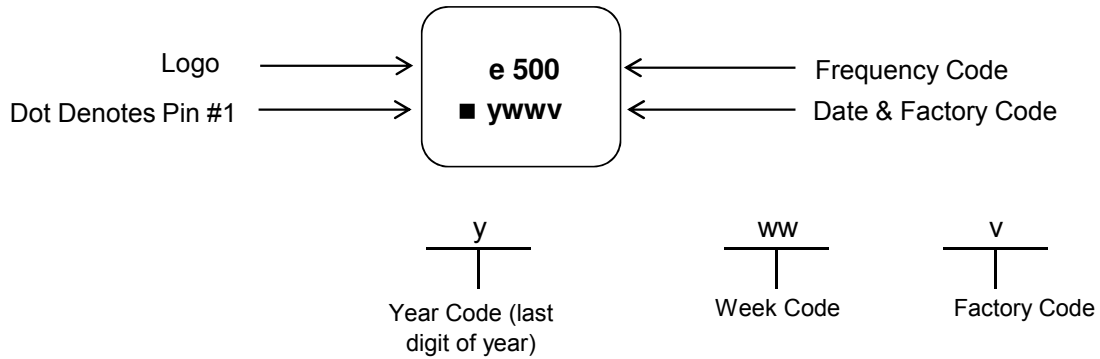 Logo
e 500
Frequency Code
Dot Denotes Pin #1
■ ywwv
Date & Factory Code
y
ww
v
Year Code (last
digit of year)
Week Code
Factory Code